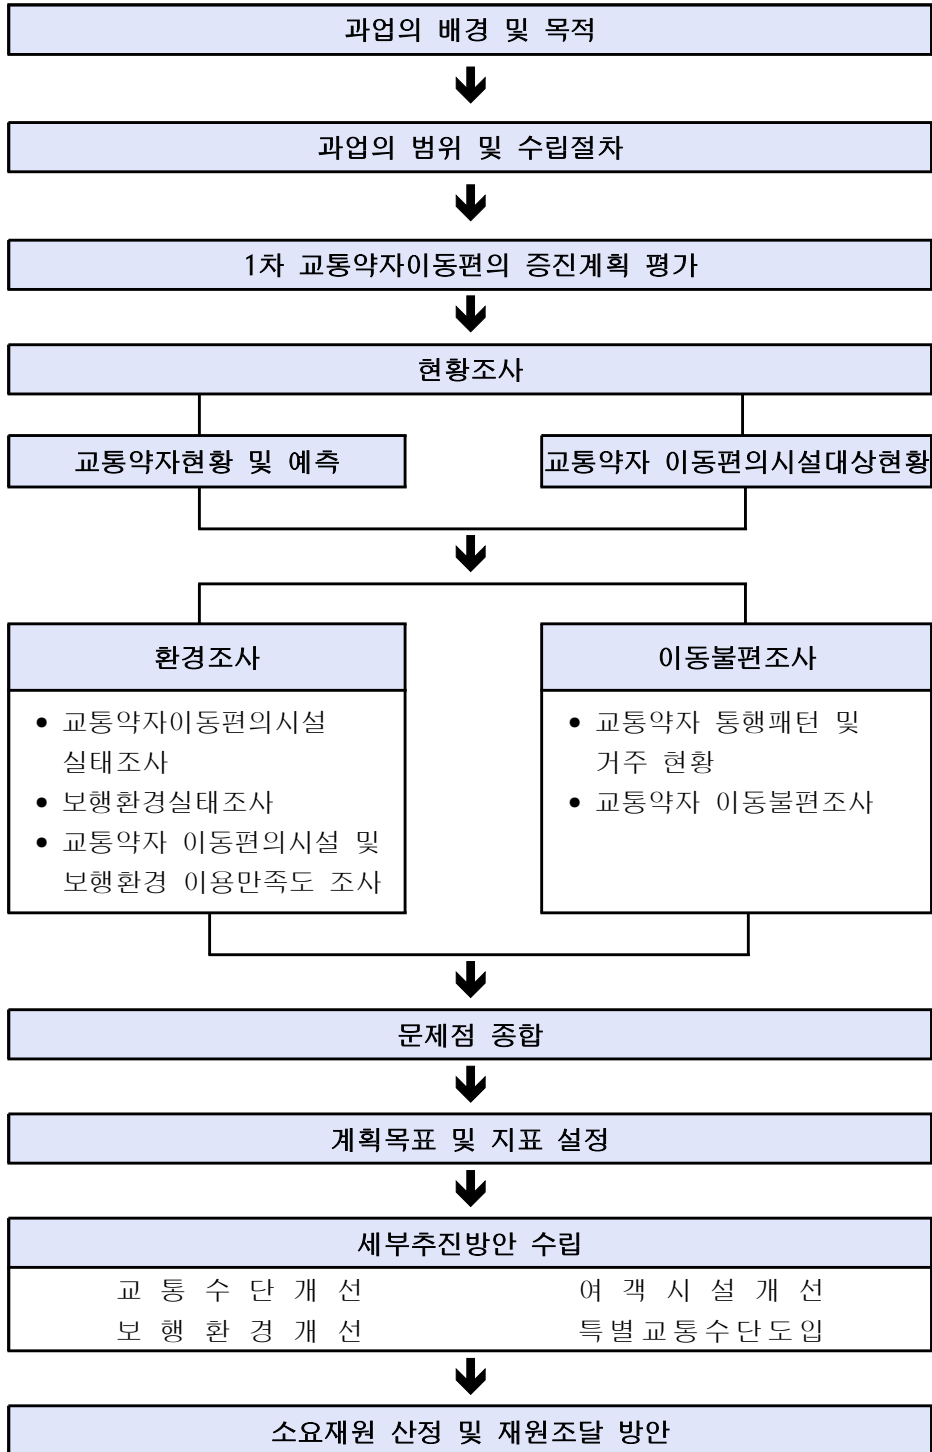 과업의 배경 및 목적
과업의 범위 및 수립절차
1차 교통약자이동편의 증진계획 평가
현황조사
교통약자현황 및 예측
교통약자 이동편의시설대상현황
환경조사
• 교통약자이동편의시설
실태조사
• 보행환경실태조사
• 교통약자 이동편의시설 및
보행환경 이용만족도 조사
이동불편조사
• 교통약자 통행패턴 및
거주 현황
• 교통약자 이동불편조사
문제점 종합
계획목표 및 지표 설정
세부추진방안 수립
교 통 수 단 개 선
여 객 시 설 개 선
보 행 환 경 개 선
특별교통수단도입
소요재원 산정 및 재원조달 방안